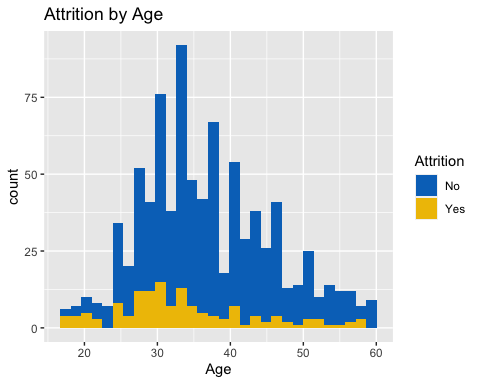 Attrition by Age
75
50
25
0
count
20 30 40 50 60
Age
Attrition
No
Yes